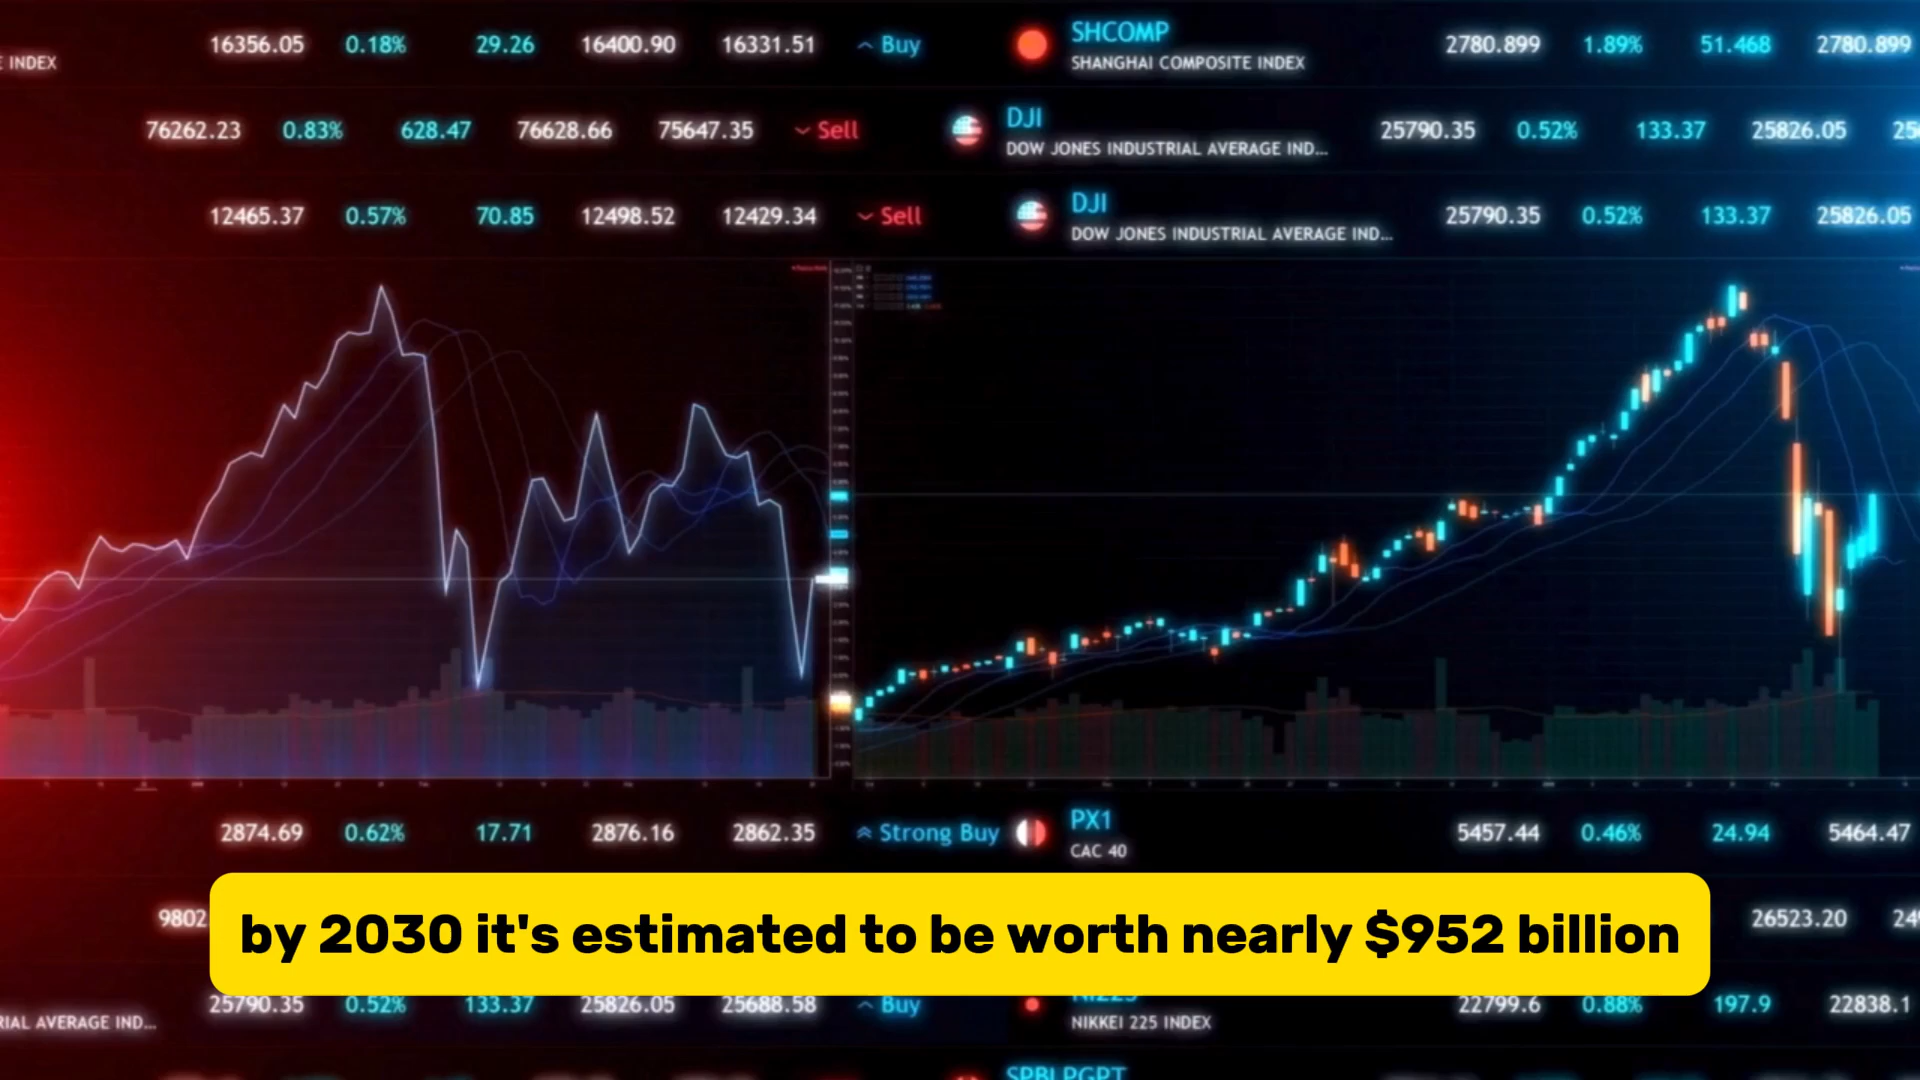 16356.05 0.18% 29.26 16400.90 16331.51 Buy SHCOMP 2780.899 1.89% 51.468 2780.899
INDEX SHANGHAI COMPOSITE INDEX
76262.23 0.83% 628.47 76628.66 75647.35 Sell DJI 25790.35 0.52% 133.37 25826.05
DOW JONES INDUSTRIAL AVERAGE IND...
12465.37 0.57% 70.85 12498.52 12429.34 Sell DJI 25790.35 0.52% 133.37 25826.05
DOW JONES INDUSTRIAL AVERAGE IND...
2874.69 0.62% 17.71 2876.16 2862.35 Strong Buy PX1 5457.44 0.46% 24.94 5464.47
CAC 40
9802 26523.20
by 2030 it's estimated to be worth nearly $952 billion
25790.35 0.52% 133.37 25826.05 25688.58 Buy 22799.6 0.88% 197.9 22838.1
AVERAGE IND... NIKKEI 225 INDEX